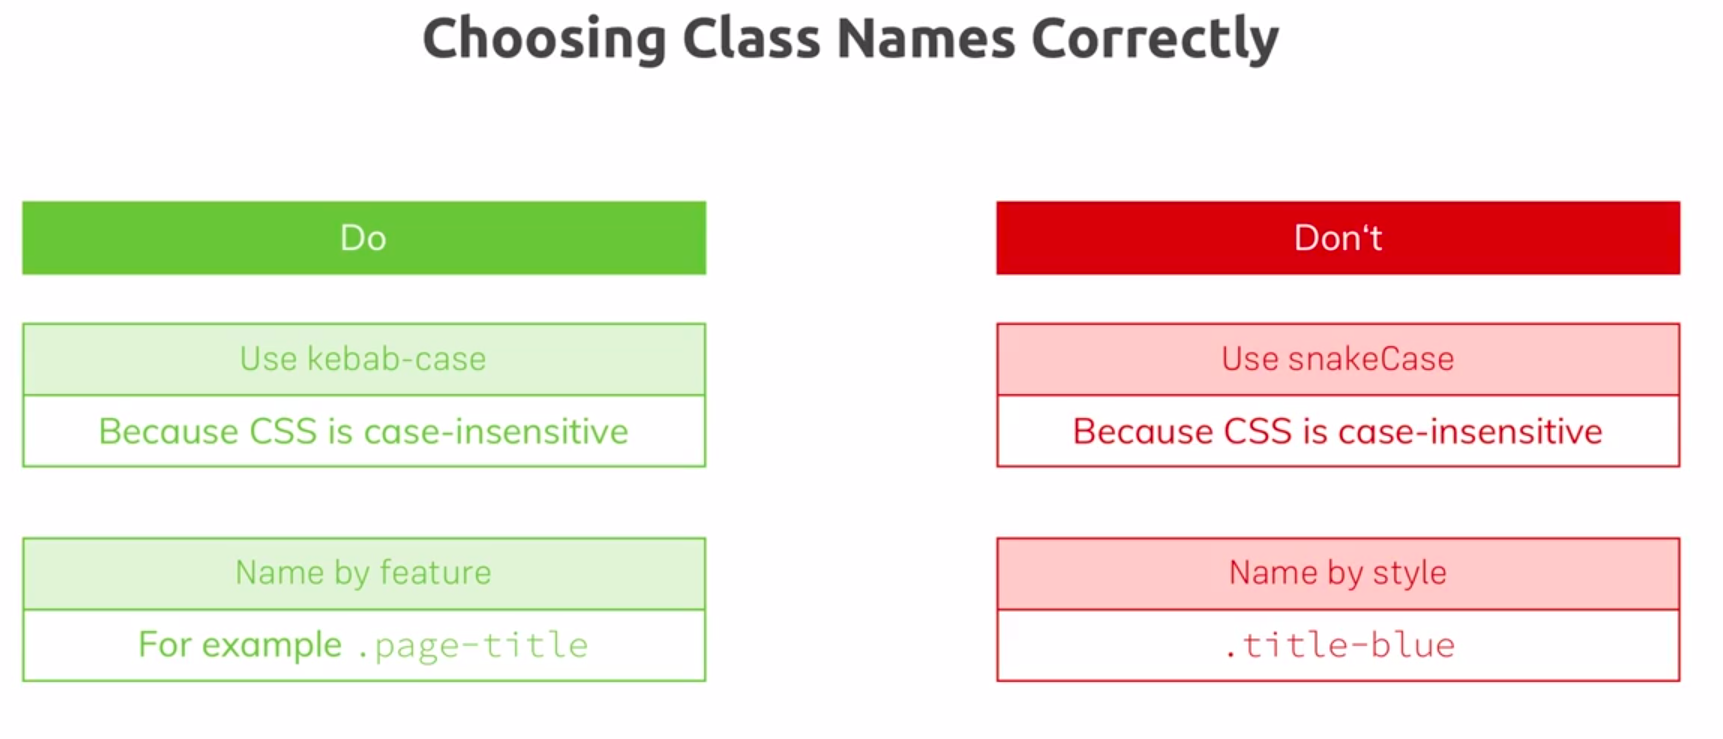 Choosing Class Names Correctly
Do
Don‘t
Use kebab-case
Use snakeCase
Because CSS is case-insensitive
Because CSS is case-insensitive
Name by feature
Name by style
For example .page-title
.title-blue